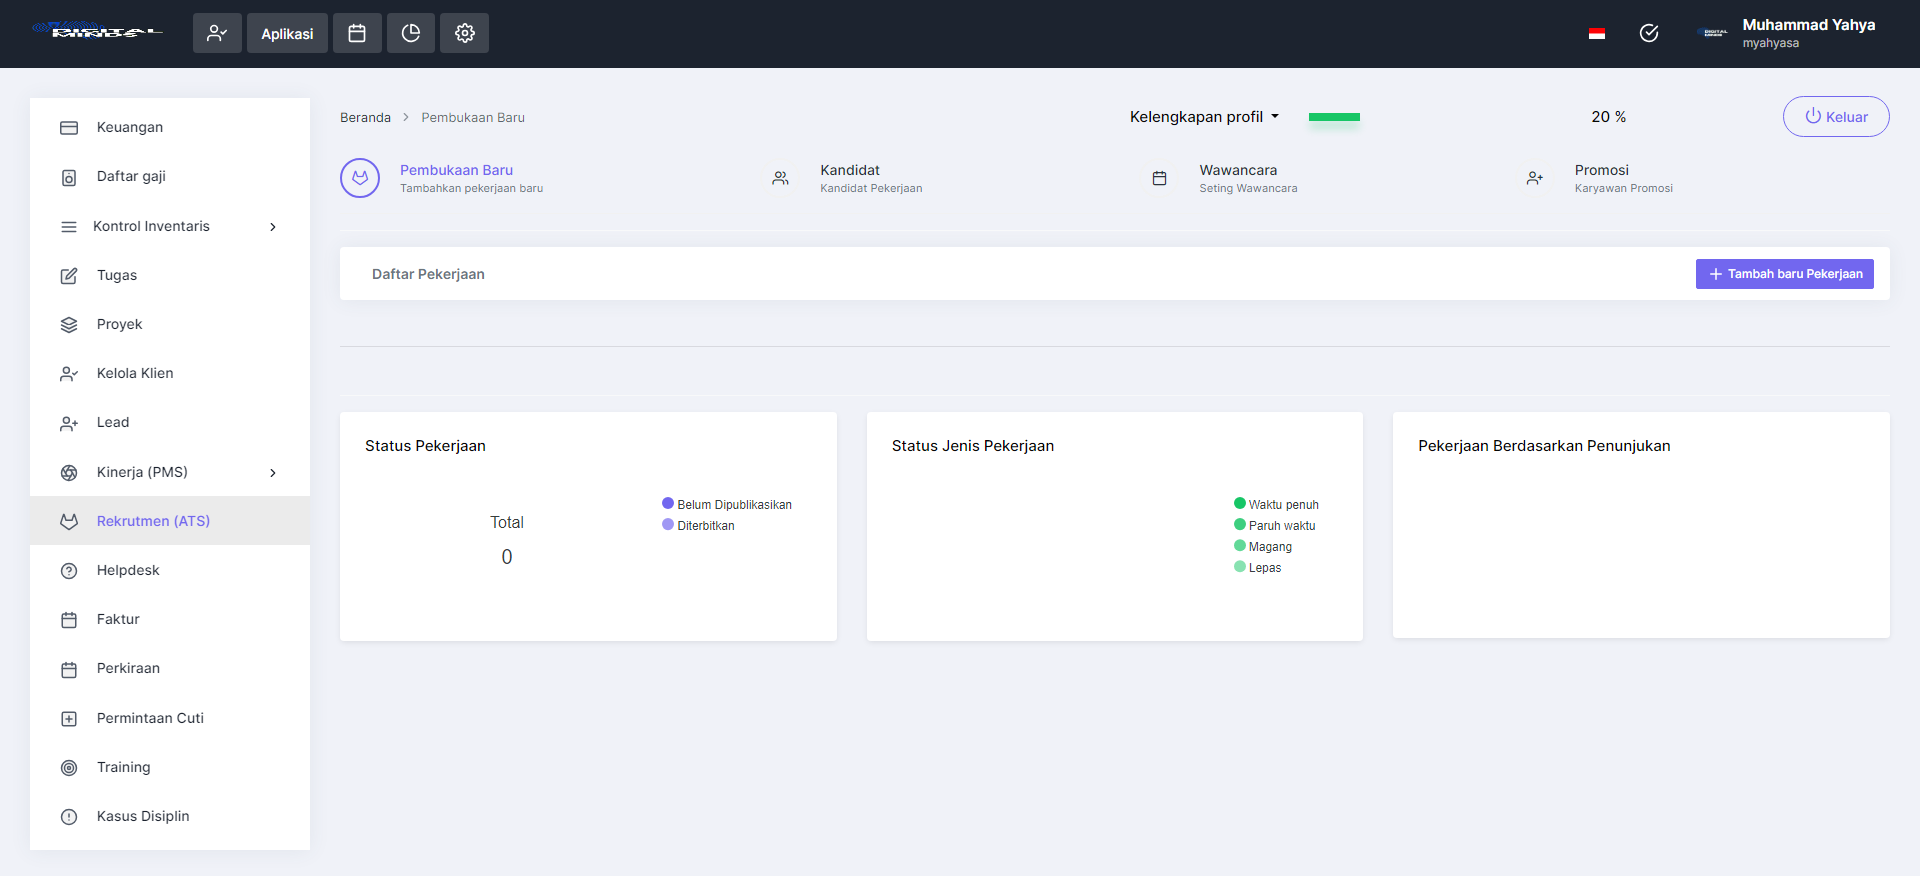 DIGITAL
MINDS
Aplikasi
Muhammad Yahya
myahyasa
Keuangan
Daftar gaji
Kontrol Inventaris
Tugas
Proyek
Kelola Klien
Lead
Kinerja (PMS)
Rekrutmen (ATS)
Helpdesk
Faktur
Perkiraan
Permintaan Cuti
Training
Kasus Disiplin
Beranda > Pembukaan Baru
Kelengkapan profil
20 %
Keluar
Pembukaan Baru
Tambahkan pekerjaan baru
Kandidat
Kandidat Pekerjaan
Wawancara
Seting Wawancara
Promosi
Karyawan Promosi
Daftar Pekerjaan
+ Tambah baru Pekerjaan
Status Pekerjaan
Total
0
Belum Dipublikasikan
Diterbitkan
Status Jenis Pekerjaan
Waktu penuh
Paruh waktu
Magang
Lepas
Pekerjaan Berdasarkan Penunjukan